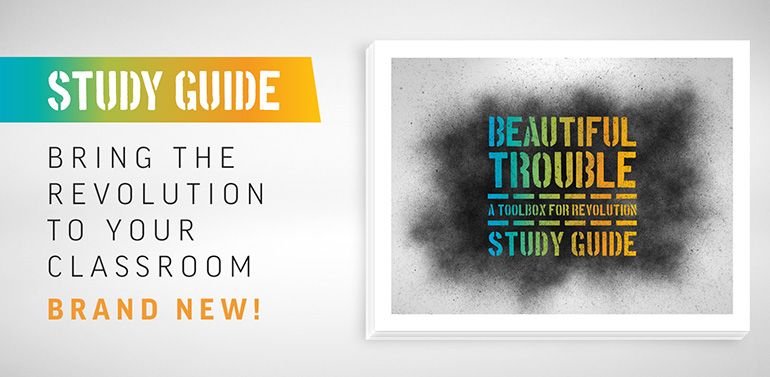 STUDY GUIDE
BRING THE
REVOLUTION
TO YOUR
CLASSROOM
BRAND NEW!
BEAUTIFUL
TROUBLE
A TOOLBOX FOR REVOLUTION
STUDY GUIDE